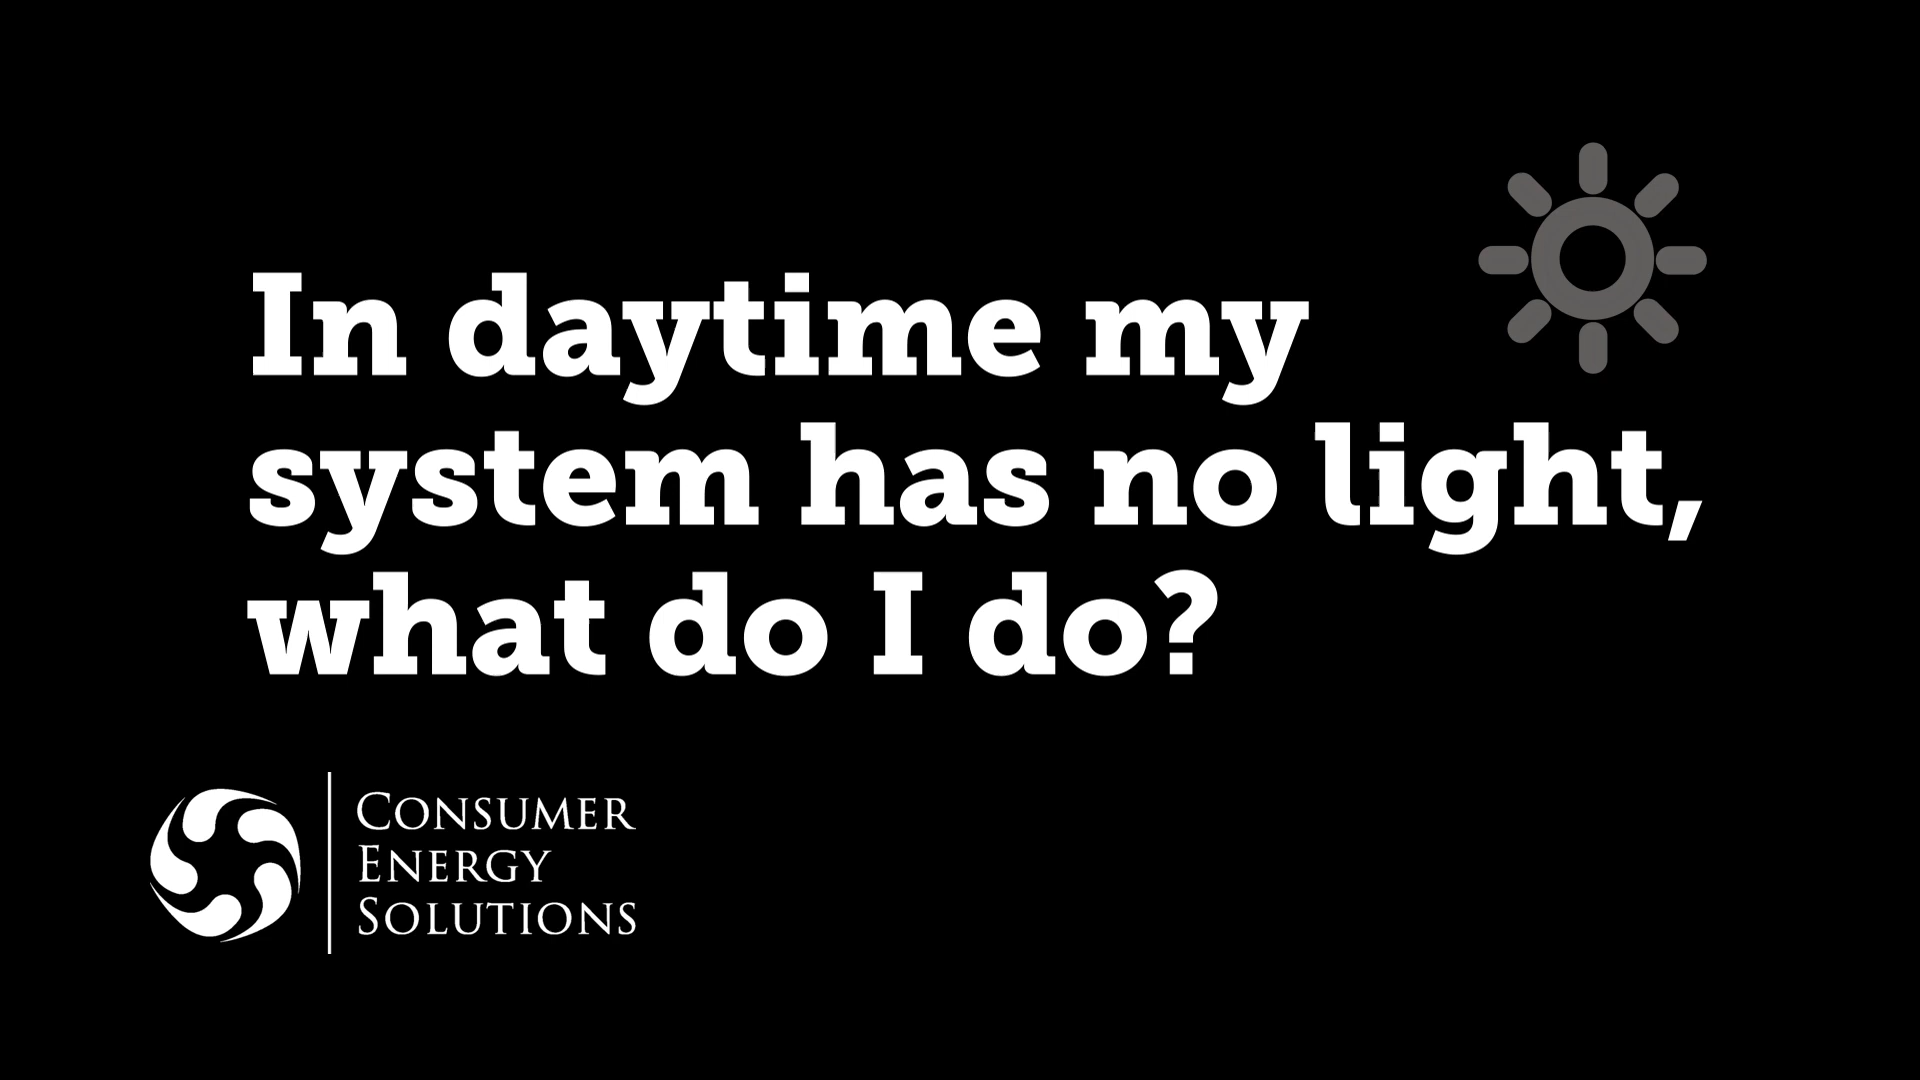 In daytime my
system has no light,
what do I do?
CONSUMER
ENERGY
SOLUTIONS